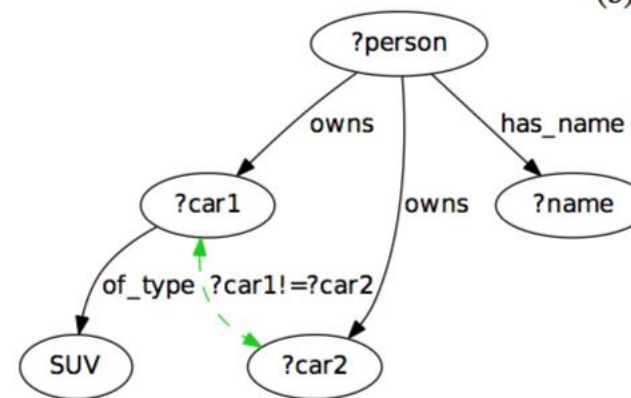 ?person
owns
has_name
?car1
owns
?name
of_type
?car1!=?car2
SUV
?car2